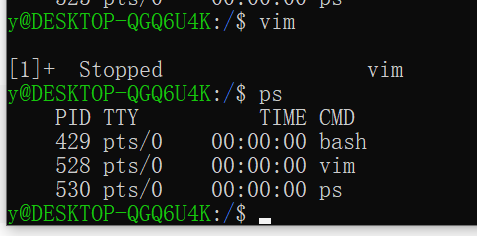 y@DESKTOP-QGQ6U4K:/$ vim
[1]+  Stopped                 vim
y@DESKTOP-QGQ6U4K:/$ ps
    PID TTY          TIME CMD
    429 pts/0    00:00:00 bash
    528 pts/0    00:00:00 vim
    530 pts/0    00:00:00 ps
y@DESKTOP-QGQ6U4K:/$